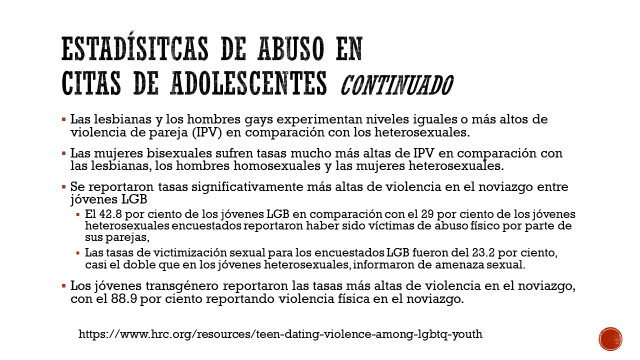 ESTADÍSITCAS DE ABUSO EN
CITAS DE ADOLESCENTES CONTINUADO
▪ Las lesbianas y los hombres gays experimentan niveles iguales o más altos de
violencia de pareja (IPV) en comparación con los heterosexuales.
▪ Las mujeres bisexuales sufren tasas mucho más altas de IPV en comparación con
las lesbianas, los hombres homosexuales y las mujeres heterosexuales.
▪ Se reportaron tasas significativamente más altas de violencia en el noviazgo entre
jóvenes LGB
▪ El 42.8 por ciento de los jóvenes LGB en comparación con el 29 por ciento de los jóvenes
heterosexuales encuestados reportaron haber sido víctimas de abuso físico por parte de
sus parejas,
▪ Las tasas de victimización sexual para los encuestados LGB fueron del 23.2 por ciento,
casi el doble que en los jóvenes heterosexuales, informaron de amenaza sexual.
▪ Los jóvenes transgénero reportaron las tasas más altas de violencia en el noviazgo,
con el 88.9 por ciento reportando violencia física en el noviazgo.
https://www.hrc.org/resources/teen-dating-violence-among-lgbtq-youth